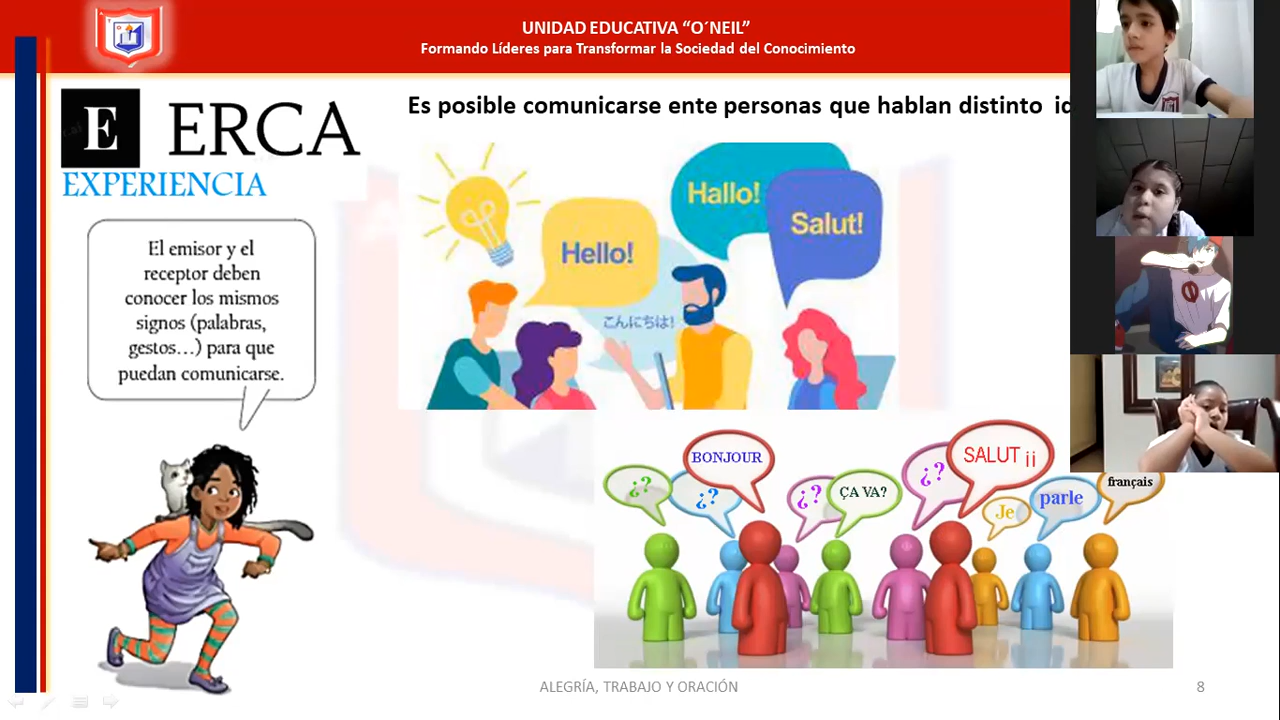 UNIDAD EDUCATIVA “O´NEIL”
Formando Líderes para Transformar la Sociedad del Conocimiento
E ERCA
EXPERIENCIA
Es posible comunicarse ente personas que hablan distinto
El emisor y el
receptor deben
conocer los mismos
signos (palabras,
gestos...) para que
puedan comunicarse.
Hello!
Hallo!
Salut!
こんにちは!
¿?
BONJOUR
¿?
¿?
ÇA VA?
¿?
SALUT ¡¡
Je
parle
français
ALEGRÍA, TRABAJO Y ORACIÓN
8